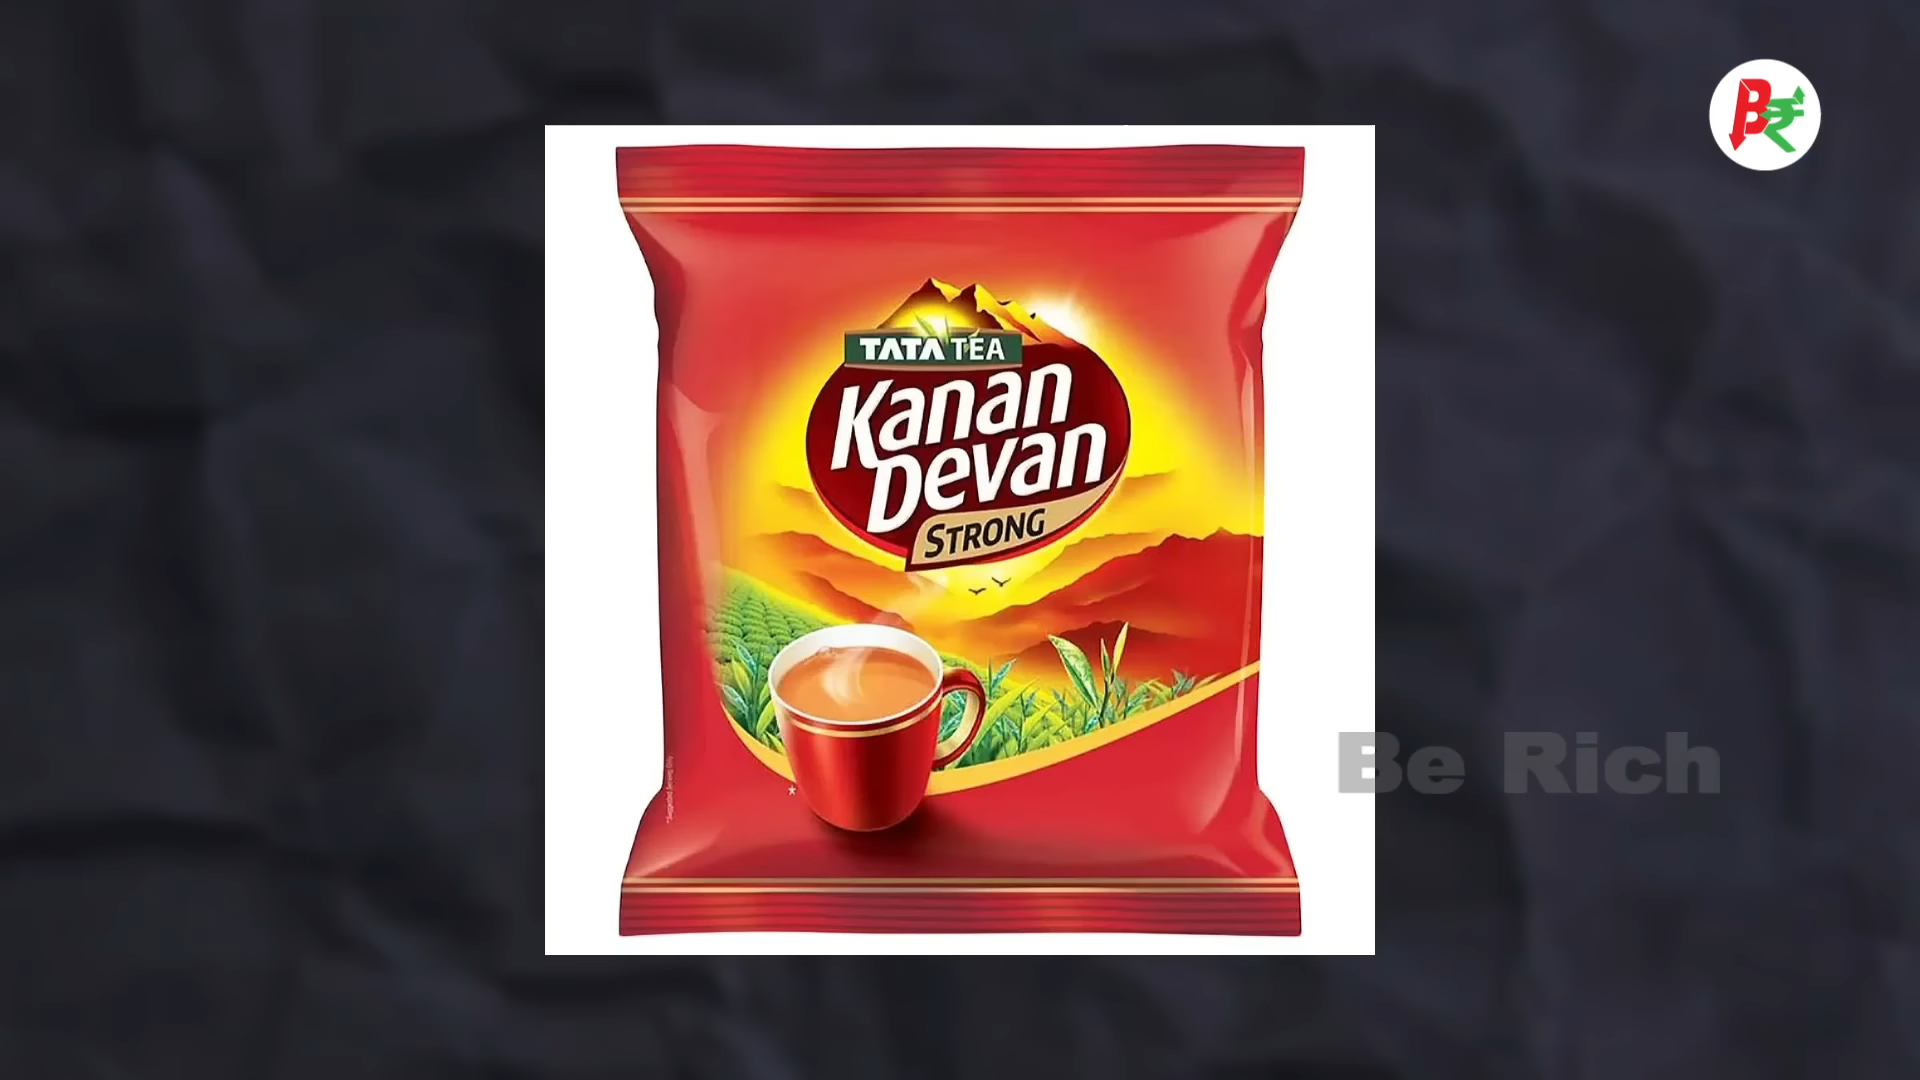 TATA TEA
Kanan
Devan
STRONG
*
Be Rich